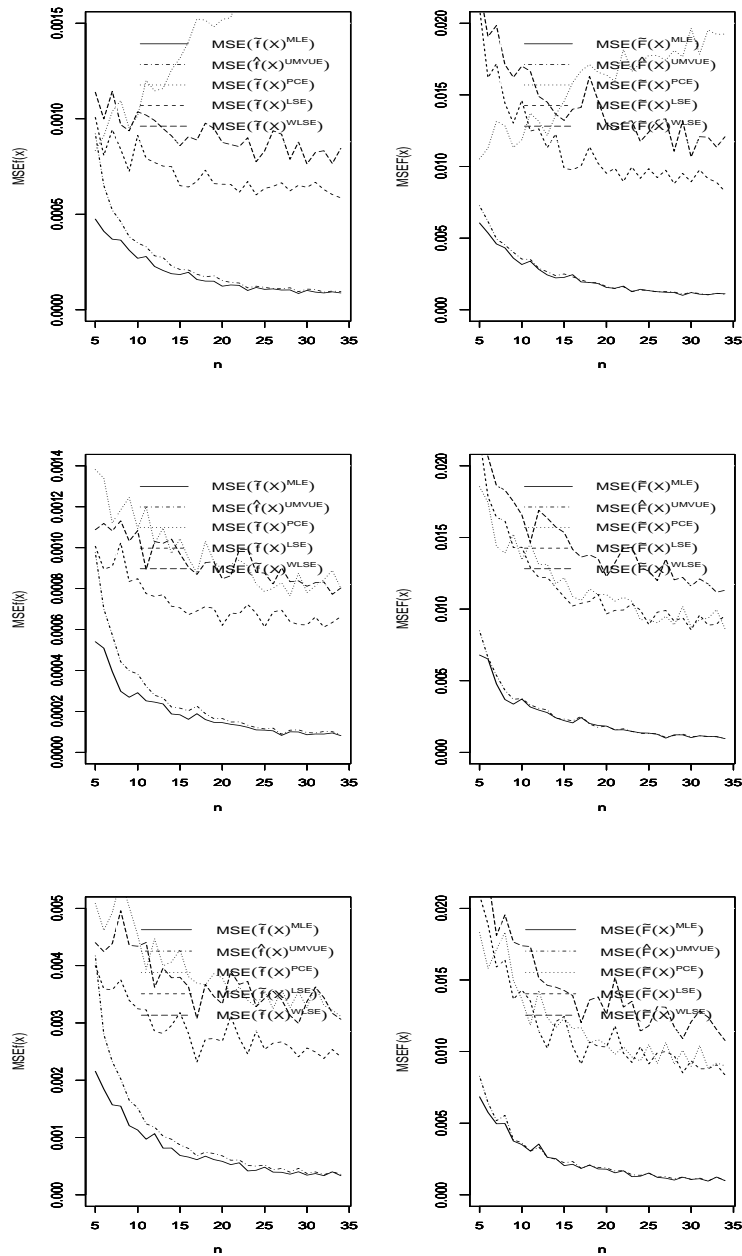 MSEf(x)
0.0000 0.0005 0.0010 0.0015
MSE(f̃(X)^MLE)
MSE(f̂(X)^UMVUE)
MSE(f̃(X)^PCE)
MSE(f̃(X)^LSE)
MSE(f̃(X)^WLSE)
5 10 15 20 25 30 35
n
MSEF(x)
0.000 0.005 0.010 0.015 0.020
MSE(F̃(X)^MLE)
MSE(F̂(X)^UMVUE)
MSE(F̃(X)^PCE)
MSE(F̃(X)^LSE)
MSE(F̃(X)^WLSE)
5 10 15 20 25 30 35
n
MSEf(x)
0.0000 0.0002 0.0004 0.0006 0.0008 0.0010 0.0012 0.0014
MSE(f̃(X)^MLE)
MSE(f̂(X)^UMVUE)
MSE(f̃(X)^PCE)
MSE(f̃(X)^LSE)
MSE(f̃(X)^WLSE)
5 10 15 20 25 30 35
n
MSEF(x)
0.000 0.005 0.010 0.015 0.020
MSE(F̃(X)^MLE)
MSE(F̂(X)^UMVUE)
MSE(F̃(X)^PCE)
MSE(F̃(X)^LSE)
MSE(F̃(X)^WLSE)
5 10 15 20 25 30 35
n
MSEf(x)
0.000 0.001 0.002 0.003 0.004 0.005 0.006
MSE(f̃(X)^MLE)
MSE(f̂(X)^UMVUE)
MSE(f̃(X)^PCE)
MSE(f̃(X)^LSE)
MSE(f̃(X)^WLSE)
5 10 15 20 25 30 35
n
MSEF(x)
0.000 0.005 0.010 0.015 0.020
MSE(F̃(X)^MLE)
MSE(F̂(X)^UMVUE)
MSE(F̃(X)^PCE)
MSE(F̃(X)^LSE)
MSE(F̃(X)^WLSE)
5 10 15 20 25 30 35
n